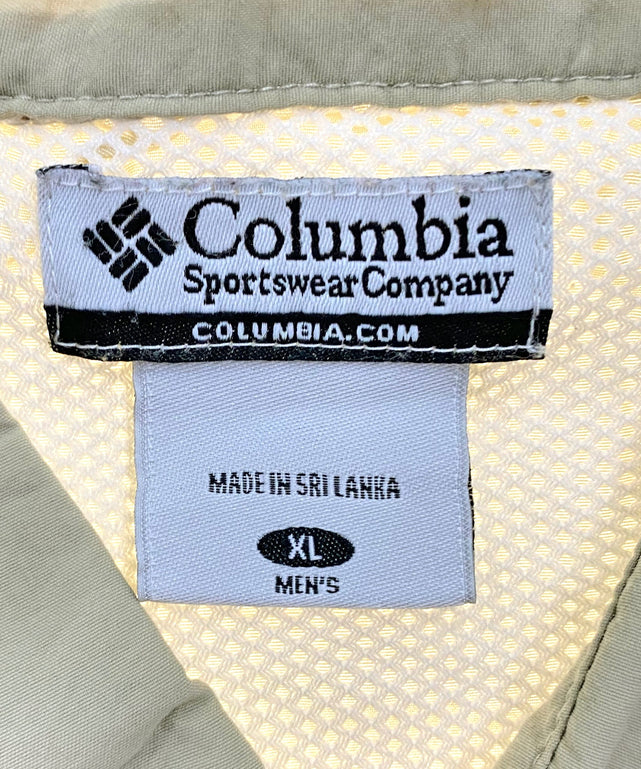 Columbia
Sportswear Company
COLUMBIA.COM
MADE IN SRI LANKA
XL
MEN'S